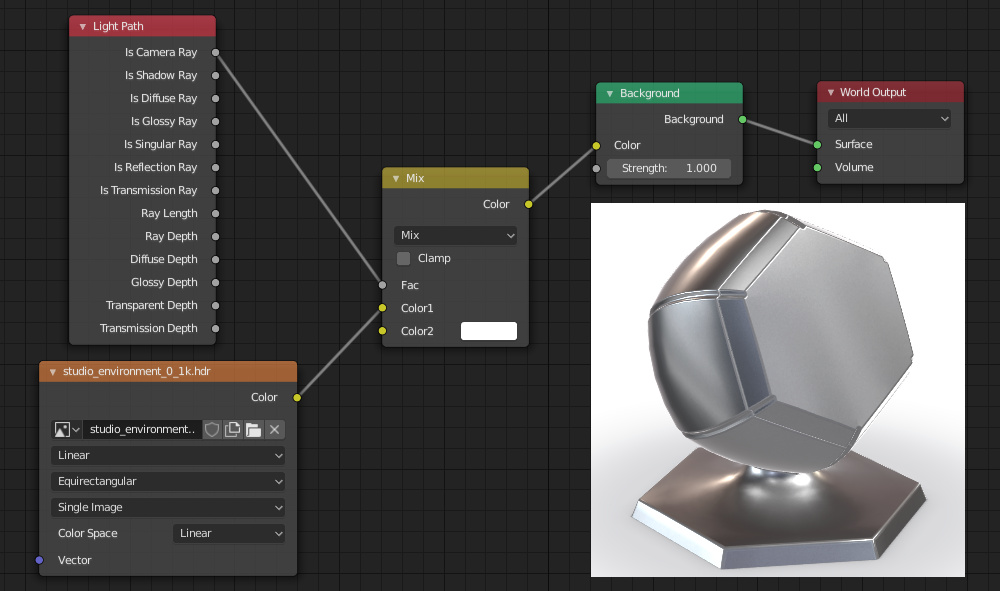 Light Path
Is Camera Ray
Is Shadow Ray
Is Diffuse Ray
Is Glossy Ray
Is Singular Ray
Is Reflection Ray
Is Transmission Ray
Ray Length
Ray Depth
Diffuse Depth
Glossy Depth
Transparent Depth
Transmission Depth
studio_environment_0_1k.hdr
Color
studio_environment..
Linear
Equirectangular
Single Image
Color Space Linear
Vector
Mix
Color
Mix
Clamp
Fac
Color1
Color2
Background
Background
Color
Strength: 1.000
World Output
All
Surface
Volume